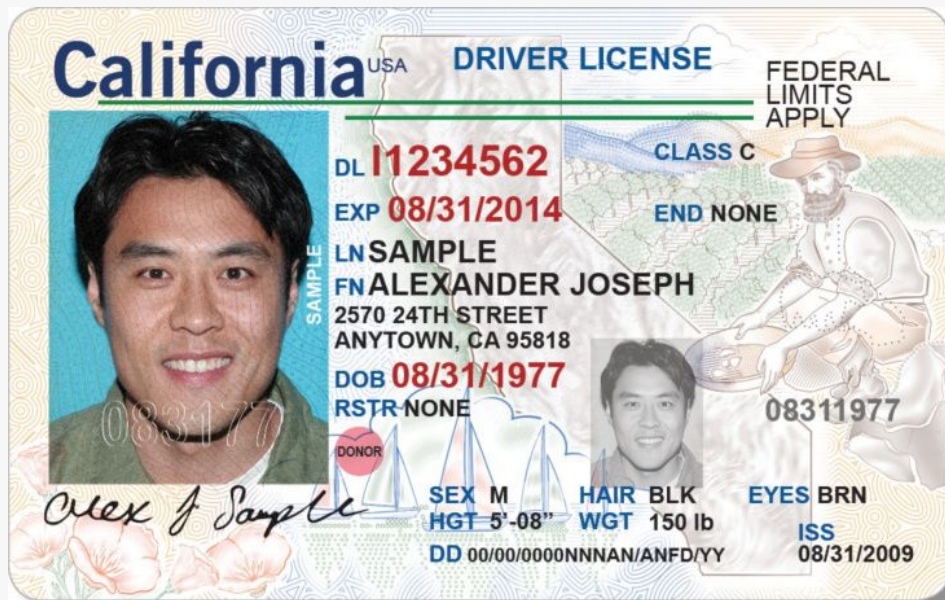 California USA DRIVER LICENSE
FEDERAL
LIMITS
APPLY
DL I1234562 CLASS C
EXP 08/31/2014 END NONE
LN SAMPLE
FN ALEXANDER JOSEPH
2570 24TH STREET
ANYTOWN, CA 95818
DOB 08/31/1977
RSTR NONE 08311977
SAMPLE
083177
DONOR
Alex J Sample
SEX M HAIR BLK EYES BRN
HGT 5'-08" WGT 150 lb ISS
DD 00/00/0000NNNAN/ANFD/YY 08/31/2009